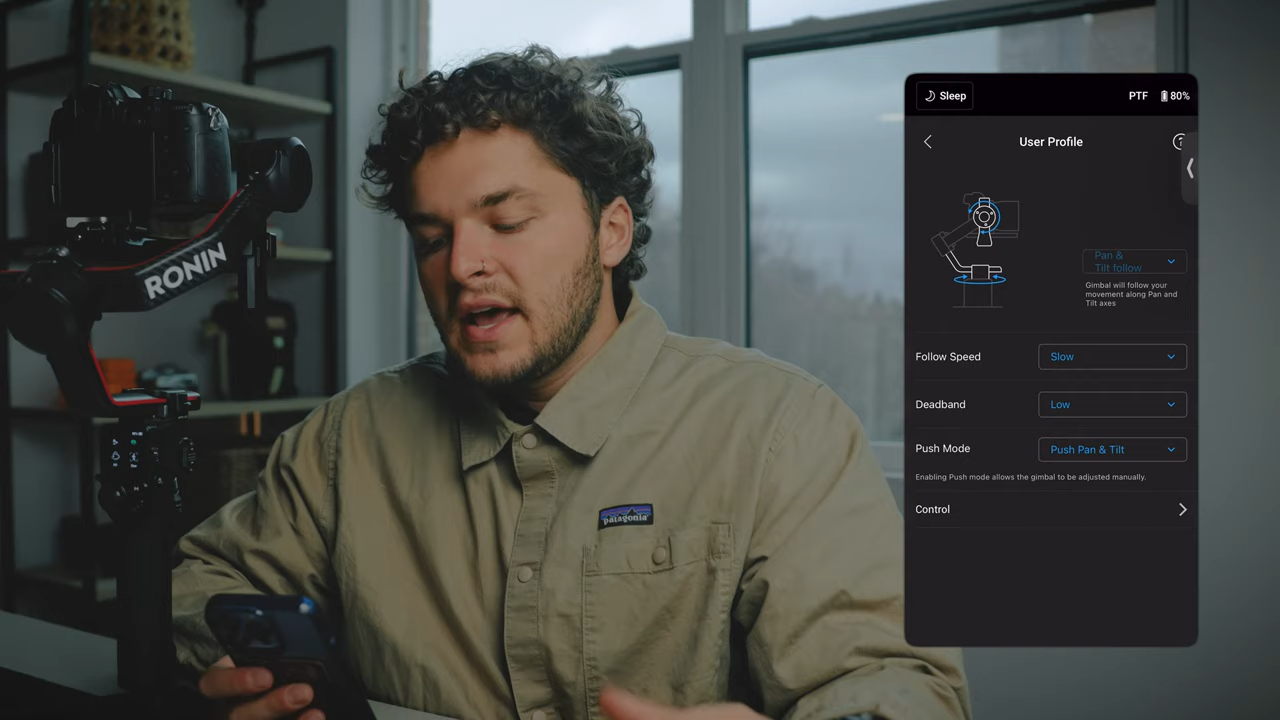 RONIN
patagonia
Sleep
PTF
80%
User Profile
Pan &
Tilt follow
Gimbal will follow your
movement along Pan and
Tilt axes
Follow Speed
Slow
Deadband
Low
Push Mode
Push Pan & Tilt
Enabling Push mode allows the gimbal to be adjusted manually.
Control